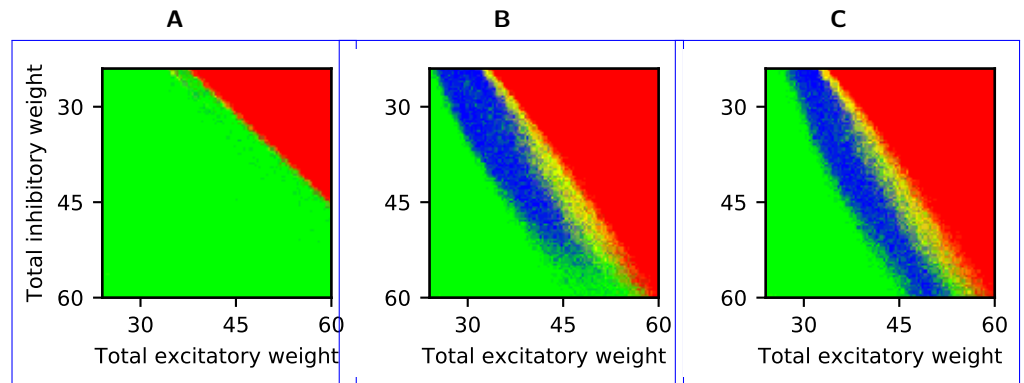 A B C
Total inhibitory weight
30 30 30
45 45 45
60 60 60
30 45 60 30 45 60 30 45 60
Total excitatory weight Total excitatory weight Total excitatory weight